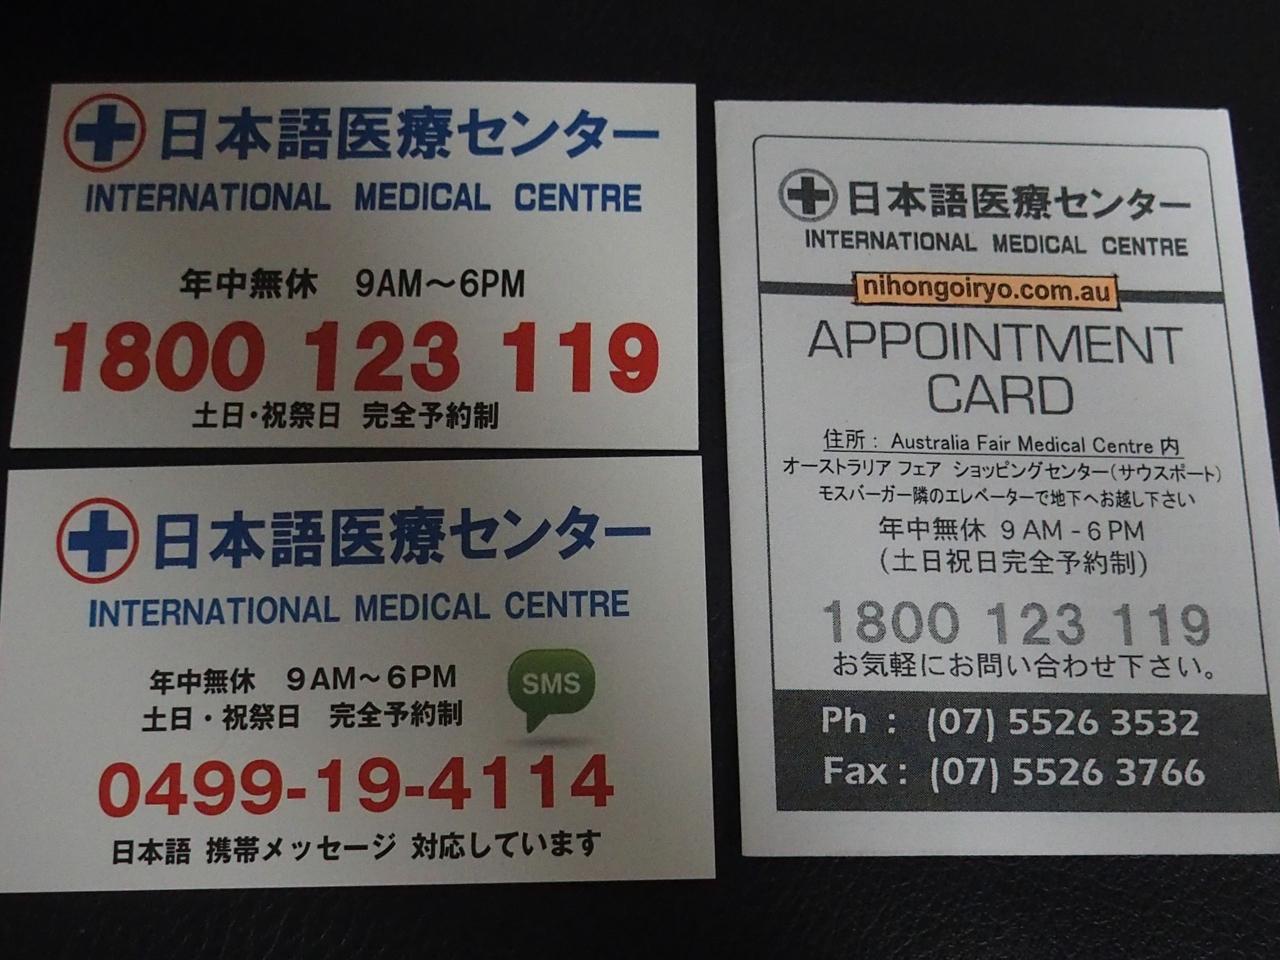 日本語医療センター
INTERNATIONAL MEDICAL CENTRE
年中無休 9AM～6PM
1800 123 119
土日・祝祭日 完全予約制
日本語医療センター
INTERNATIONAL MEDICAL CENTRE
年中無休 9AM～6PM
土日・祝祭日 完全予約制
SMS
0499-19-4114
日本語 携帯メッセージ 対応しています
日本語医療センター
INTERNATIONAL MEDICAL CENTRE
nihongoiryo.com.au
APPOINTMENT
CARD
住所： Australia Fair Medical Centre 内
オーストラリア フェア ショッピングセンター（サウスポート）
モスバーガー隣のエレベーターで地下へお越し下さい
年中無休 9 AM - 6 PM
(土日祝日完全予約制)
1800 123 119
お気軽にお問い合わせ下さい。
Ph : (07) 5526 3532
Fax : (07) 5526 3766